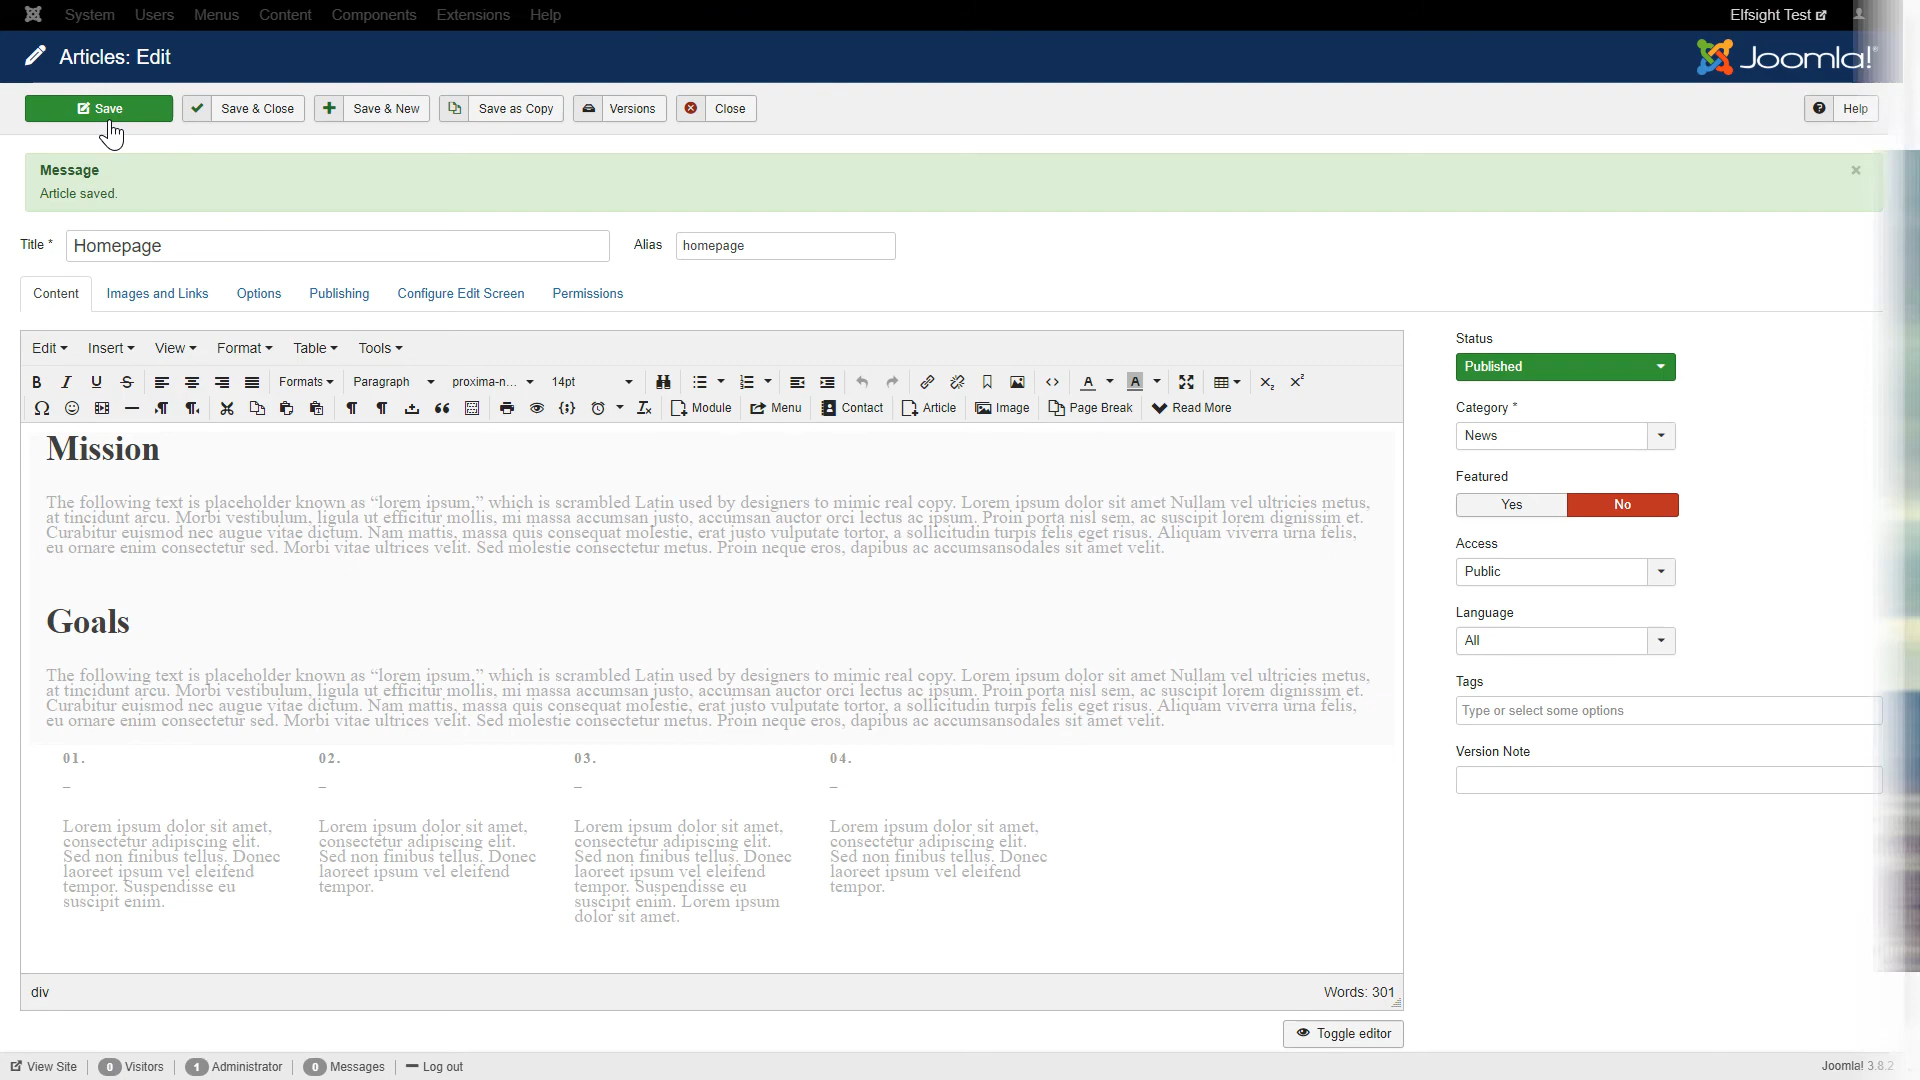 System Users Menus Content Components Extensions Help Elfsight Test
Articles: Edit Joomla!
Save Save & Close Save & New Save as Copy Versions Close Help
Message ×
Article saved.
Title * Homepage Alias homepage
Content Images and Links Options Publishing Configure Edit Screen Permissions
Edit Insert View Format Table Tools
Formats Paragraph proxima-n... 14pt
Module Menu Contact Article Image Page Break Read More
Mission
The following text is placeholder known as “lorem ipsum,” which is scrambled Latin used by designers to mimic real copy. Lorem ipsum dolor sit amet Nullam vel ultricies metus,
at tincidunt arcu. Morbi vestibulum, ligula ut efficitur mollis, mi massa accumsan justo, accumsan auctor orci lectus ac ipsum. Proin porta nisl sem, ac suscipit lorem dignissim et.
Curabitur euismod nec augue vitae dictum. Nam mattis, massa quis consequat molestie, erat justo vulputate tortor, a sollicitudin turpis felis eget risus. Aliquam viverra urna felis,
eu ornare enim consectetur sed. Morbi vitae ultrices velit. Sed molestie consectetur metus. Proin neque eros, dapibus ac accumsansodales sit amet velit.
Goals
The following text is placeholder known as “lorem ipsum,” which is scrambled Latin used by designers to mimic real copy. Lorem ipsum dolor sit amet Nullam vel ultricies metus,
at tincidunt arcu. Morbi vestibulum, ligula ut efficitur mollis, mi massa accumsan justo, accumsan auctor orci lectus ac ipsum. Proin porta nisl sem, ac suscipit lorem dignissim et.
Curabitur euismod nec augue vitae dictum. Nam mattis, massa quis consequat molestie, erat justo vulputate tortor, a sollicitudin turpis felis eget risus. Aliquam viverra urna felis,
eu ornare enim consectetur sed. Morbi vitae ultrices velit. Sed molestie consectetur metus. Proin neque eros, dapibus ac accumsansodales sit amet velit.
01.
–
Lorem ipsum dolor sit amet,
consectetur adipiscing elit.
Sed non finibus tellus. Donec
laoreet ipsum vel eleifend
tempor. Suspendisse eu
suscipit enim.
02.
–
Lorem ipsum dolor sit amet,
consectetur adipiscing elit.
Sed non finibus tellus. Donec
laoreet ipsum vel eleifend
tempor.
03.
–
Lorem ipsum dolor sit amet,
consectetur adipiscing elit.
Sed non finibus tellus. Donec
laoreet ipsum vel eleifend
tempor. Suspendisse eu
suscipit enim. Lorem ipsum
dolor sit amet.
04.
–
Lorem ipsum dolor sit amet,
consectetur adipiscing elit.
Sed non finibus tellus. Donec
laoreet ipsum vel eleifend
tempor.
div Words: 301
Toggle editor
Status
Published
Category *
News
Featured
Yes No
Access
Public
Language
All
Tags
Type or select some options
Version Note
View Site 0 Visitors 1 Administrator 0 Messages Log out Joomla! 3.8.2